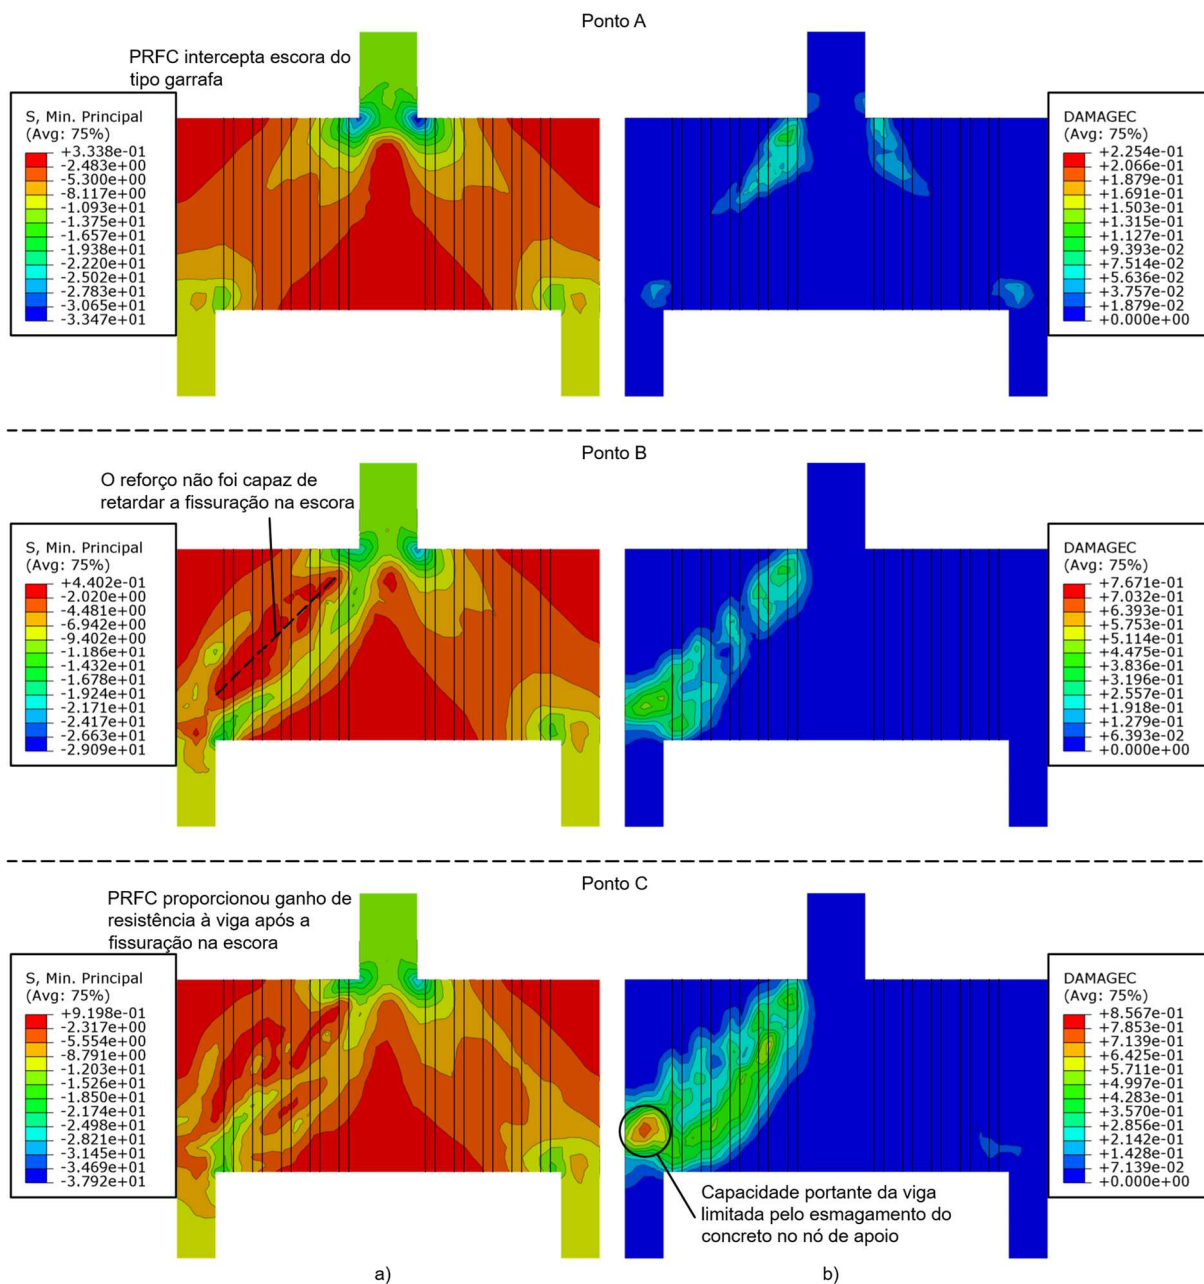 Ponto A
PRFC intercepta escora do
tipo garrafa
S, Min. Principal
(Avg: 75%)
+3.338e-01
-2.483e+00
-5.300e+00
-8.117e+00
-1.093e+01
-1.375e+01
-1.657e+01
-1.938e+01
-2.220e+01
-2.502e+01
-2.783e+01
-3.065e+01
-3.347e+01
DAMAGEC
(Avg: 75%)
+2.254e-01
+2.066e-01
+1.879e-01
+1.691e-01
+1.503e-01
+1.315e-01
+1.127e-01
+9.393e-02
+7.514e-02
+5.636e-02
+3.757e-02
+1.879e-02
+0.000e+00
Ponto B
O reforço não foi capaz de
retardar a fissuração na escora
S, Min. Principal
(Avg: 75%)
+4.402e-01
-2.020e+00
-4.481e+00
-6.942e+00
-9.402e+00
-1.186e+01
-1.432e+01
-1.678e+01
-1.924e+01
-2.171e+01
-2.417e+01
-2.663e+01
-2.909e+01
DAMAGEC
(Avg: 75%)
+7.671e-01
+7.032e-01
+6.393e-01
+5.753e-01
+5.114e-01
+4.475e-01
+3.836e-01
+3.196e-01
+2.557e-01
+1.918e-01
+1.279e-01
+6.393e-02
+0.000e+00
Ponto C
PRFC proporcionou ganho de
resistência à viga após a
fissuração na escora
S, Min. Principal
(Avg: 75%)
+9.198e-01
-2.317e+00
-5.554e+00
-8.791e+00
-1.203e+01
-1.526e+01
-1.850e+01
-2.174e+01
-2.498e+01
-2.821e+01
-3.145e+01
-3.469e+01
-3.792e+01
DAMAGEC
(Avg: 75%)
+8.567e-01
+7.853e-01
+7.139e-01
+6.425e-01
+5.711e-01
+4.997e-01
+4.283e-01
+3.570e-01
+2.856e-01
+2.142e-01
+1.428e-01
+7.139e-02
+0.000e+00
Capacidade portante da viga
limitada pelo esmagamento do
concreto no nó de apoio
a)
b)